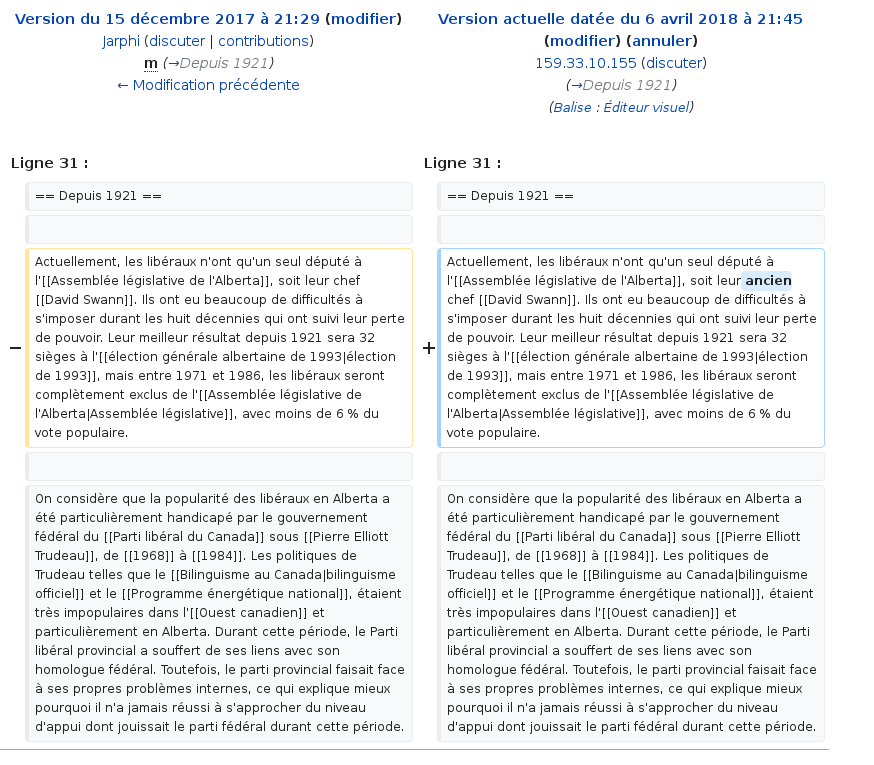 Version du 15 décembre 2017 à 21:29 (modifier)
Jarphi (discuter | contributions)
m (→Depuis 1921)
← Modification précédente
Version actuelle datée du 6 avril 2018 à 21:45
(modifier) (annuler)
159.33.10.155 (discuter)
(→Depuis 1921)
(Balise : Éditeur visuel)
Ligne 31 :
Ligne 31 :
== Depuis 1921 ==
== Depuis 1921 ==
−
Actuellement, les libéraux n'ont qu'un seul député à
l'[[Assemblée législative de l'Alberta]], soit leur chef
[[David Swann]]. Ils ont eu beaucoup de difficultés à
s'imposer durant les huit décennies qui ont suivi leur perte
de pouvoir. Leur meilleur résultat depuis 1921 sera 32
sièges à l'[[élection générale albertaine de 1993|élection
de 1993]], mais entre 1971 et 1986, les libéraux seront
complètement exclus de l'[[Assemblée législative de
l'Alberta|Assemblée législative]], avec moins de 6 % du
vote populaire.
+
Actuellement, les libéraux n'ont qu'un seul député à
l'[[Assemblée législative de l'Alberta]], soit leur ancien
chef [[David Swann]]. Ils ont eu beaucoup de difficultés à
s'imposer durant les huit décennies qui ont suivi leur perte
de pouvoir. Leur meilleur résultat depuis 1921 sera 32
sièges à l'[[élection générale albertaine de 1993|élection
de 1993]], mais entre 1971 et 1986, les libéraux seront
complètement exclus de l'[[Assemblée législative de
l'Alberta|Assemblée législative]], avec moins de 6 % du
vote populaire.
On considère que la popularité des libéraux en Alberta a
été particulièrement handicapé par le gouvernement
fédéral du [[Parti libéral du Canada]] sous [[Pierre Elliott
Trudeau]], de [[1968]] à [[1984]]. Les politiques de
Trudeau telles que le [[Bilinguisme au Canada|bilinguisme
officiel]] et le [[Programme énergétique national]], étaient
très impopulaires dans l'[[Ouest canadien]] et
particulièrement en Alberta. Durant cette période, le Parti
libéral provincial a souffert de ses liens avec son
homologue fédéral. Toutefois, le parti provincial faisait face
à ses propres problèmes internes, ce qui explique mieux
pourquoi il n'a jamais réussi à s'approcher du niveau
d'appui dont jouissait le parti fédéral durant cette période.
On considère que la popularité des libéraux en Alberta a
été particulièrement handicapé par le gouvernement
fédéral du [[Parti libéral du Canada]] sous [[Pierre Elliott
Trudeau]], de [[1968]] à [[1984]]. Les politiques de
Trudeau telles que le [[Bilinguisme au Canada|bilinguisme
officiel]] et le [[Programme énergétique national]], étaient
très impopulaires dans l'[[Ouest canadien]] et
particulièrement en Alberta. Durant cette période, le Parti
libéral provincial a souffert de ses liens avec son
homologue fédéral. Toutefois, le parti provincial faisait face
à ses propres problèmes internes, ce qui explique mieux
pourquoi il n'a jamais réussi à s'approcher du niveau
d'appui dont jouissait le parti fédéral durant cette période.